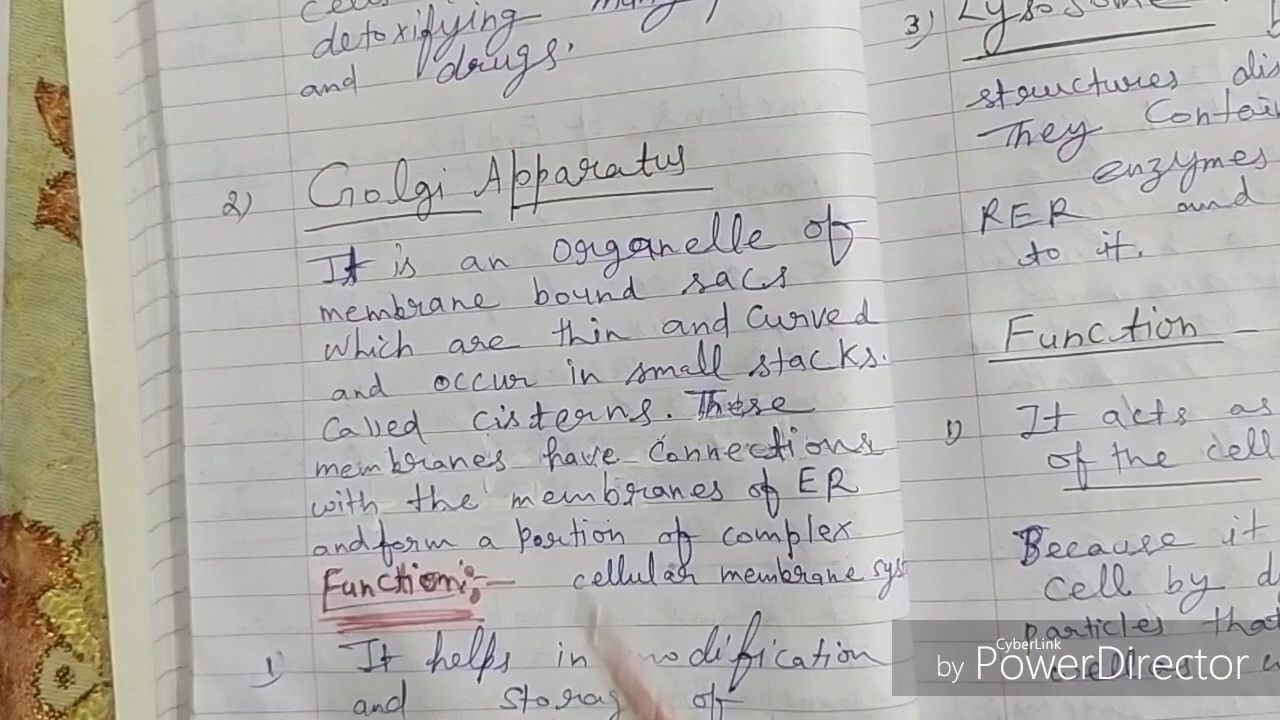 detoxifying many
and drugs.
2) Golgi Apparatus
It is an organelle of
membrane bound sacs
which are thin and curved
and occur in small stacks.
Called cisterns. These
membranes have connections
with the membranes of ER
and form a portion of complex
cellular membrane sys
Function:-
1) It helps in modification
and storag of
3) Lysosome
structures dis
They Contai
enzymes
RER and
to it.
Function -
1) It acts as
of the cell
Because it
cell by d
particles that
CyberLink
by PowerDirector